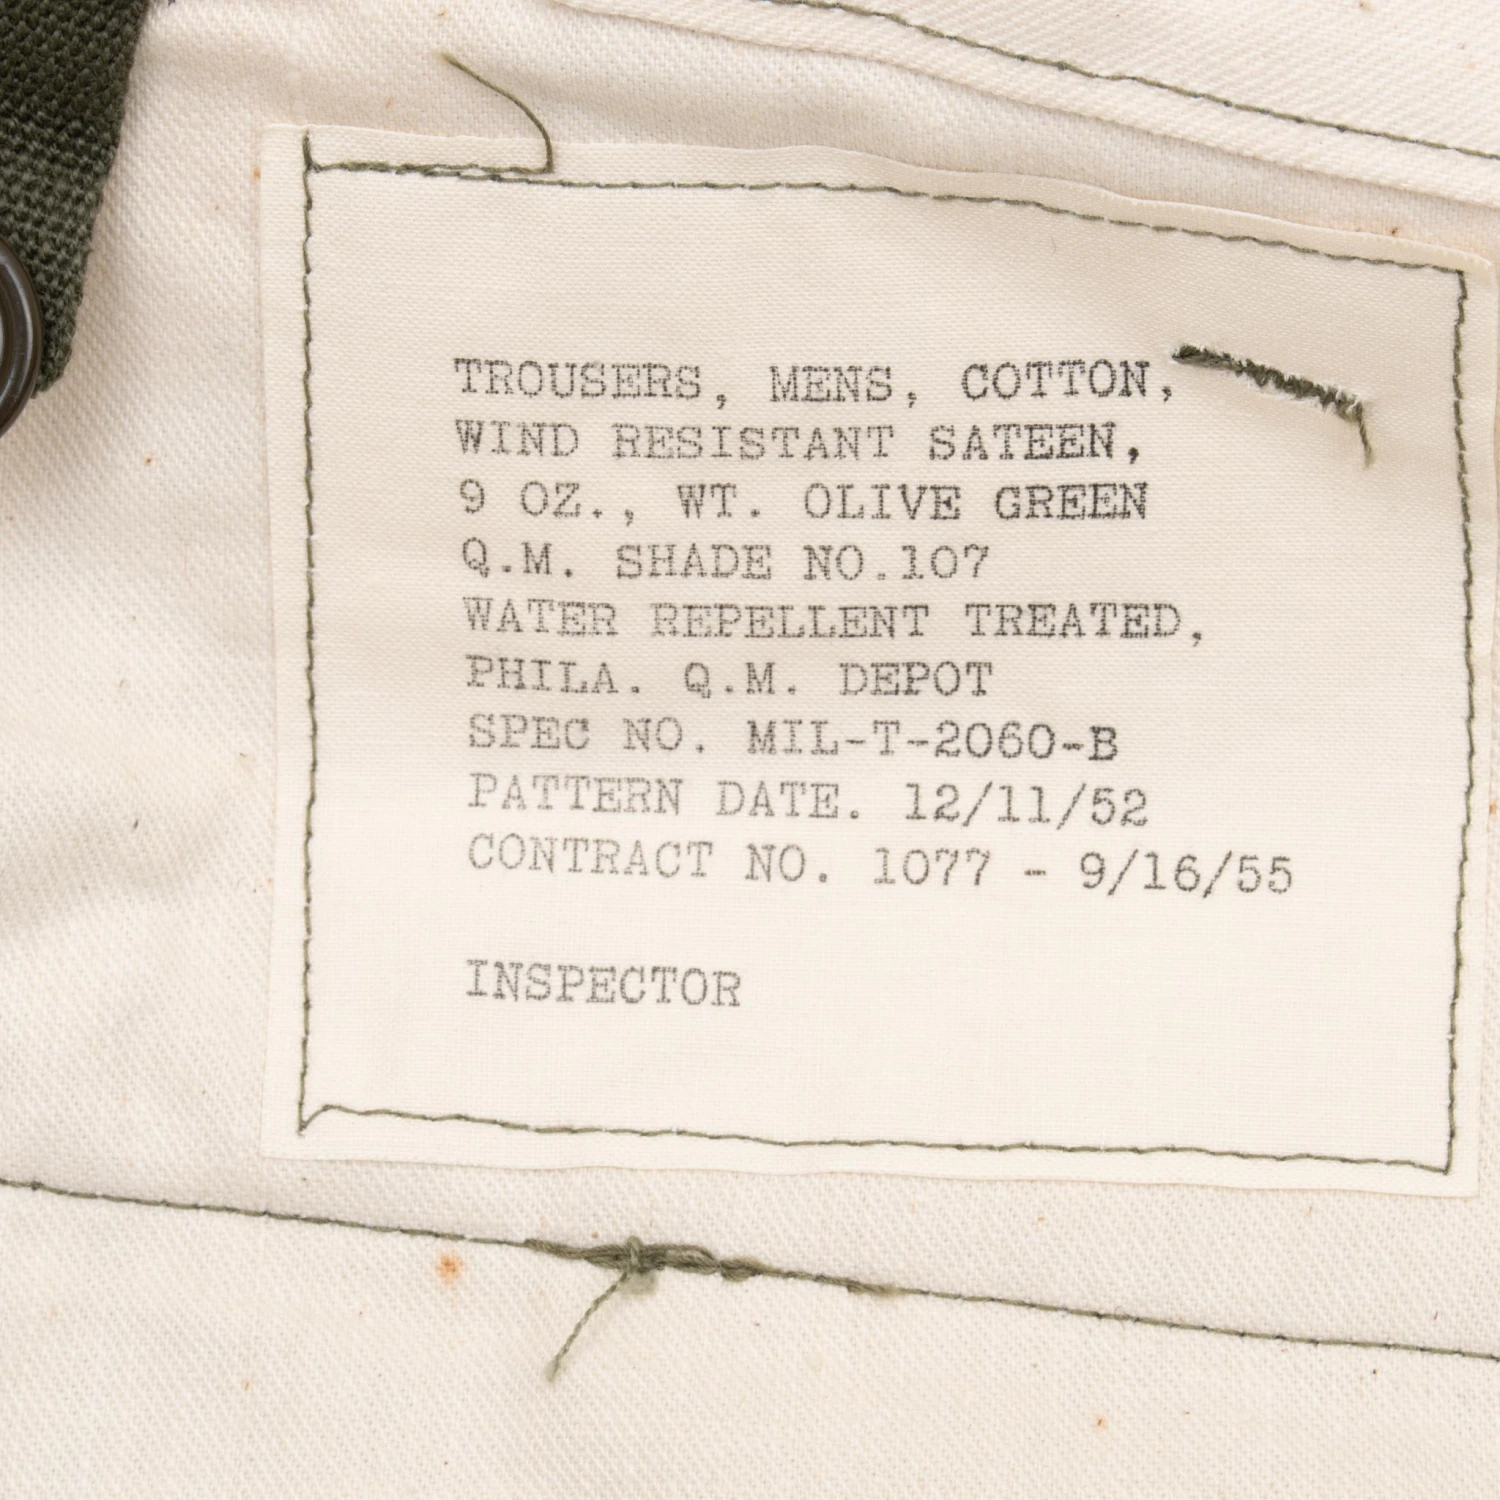 TROUSERS, MENS, COTTON,
WIND RESISTANT SATEEN,
9 OZ., WT. OLIVE GREEN
Q.M. SHADE NO.107
WATER REPELLENT TREATED,
PHILA. Q.M. DEPOT
SPEC NO. MIL-T-2060-B
PATTERN DATE. 12/11/52
CONTRACT NO. 1077 - 9/16/55
INSPECTOR